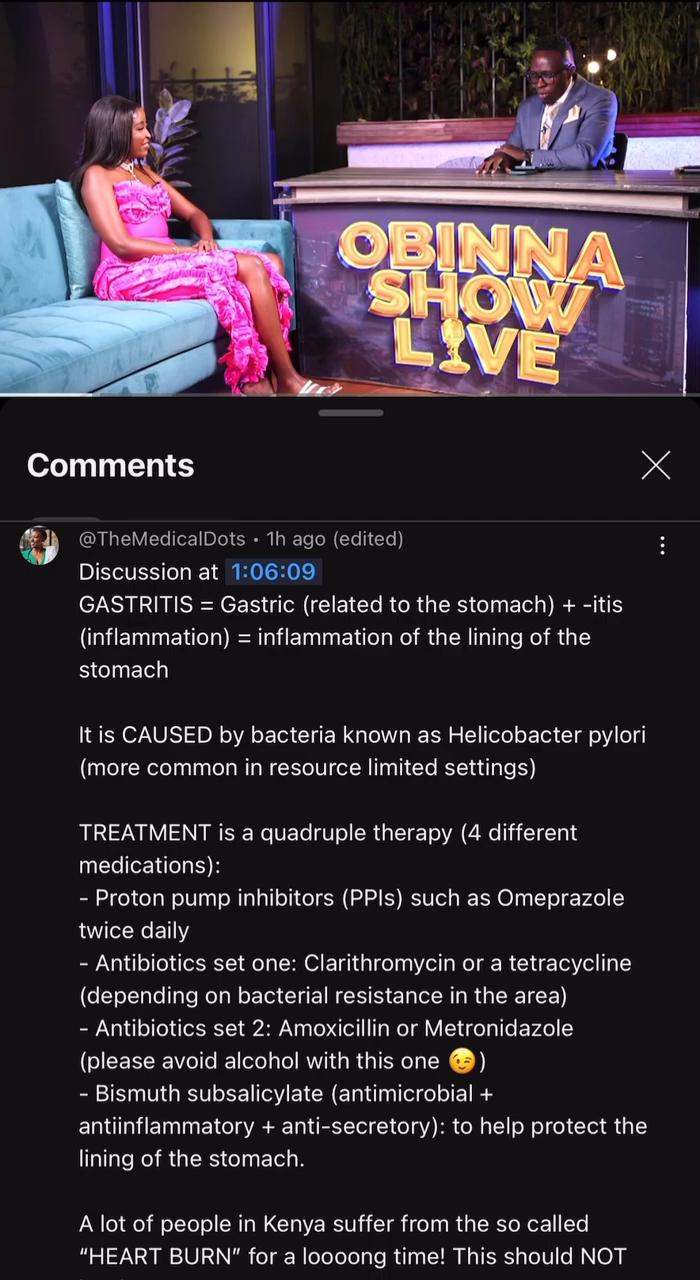 OBINNA
SHOW
LIVE
Comments
@TheMedicalDots • 1h ago (edited)
Discussion at 1:06:09
GASTRITIS = Gastric (related to the stomach) + -itis
(inflammation) = inflammation of the lining of the
stomach
It is CAUSED by bacteria known as Helicobacter pylori
(more common in resource limited settings)
TREATMENT is a quadruple therapy (4 different
medications):
- Proton pump inhibitors (PPIs) such as Omeprazole
twice daily
- Antibiotics set one: Clarithromycin or a tetracycline
(depending on bacterial resistance in the area)
- Antibiotics set 2: Amoxicillin or Metronidazole
(please avoid alcohol with this one 😉)
- Bismuth subsalicylate (antimicrobial +
antiinflammatory + anti-secretory): to help protect the
lining of the stomach.
A lot of people in Kenya suffer from the so called
“HEART BURN” for a loooong time! This should NOT